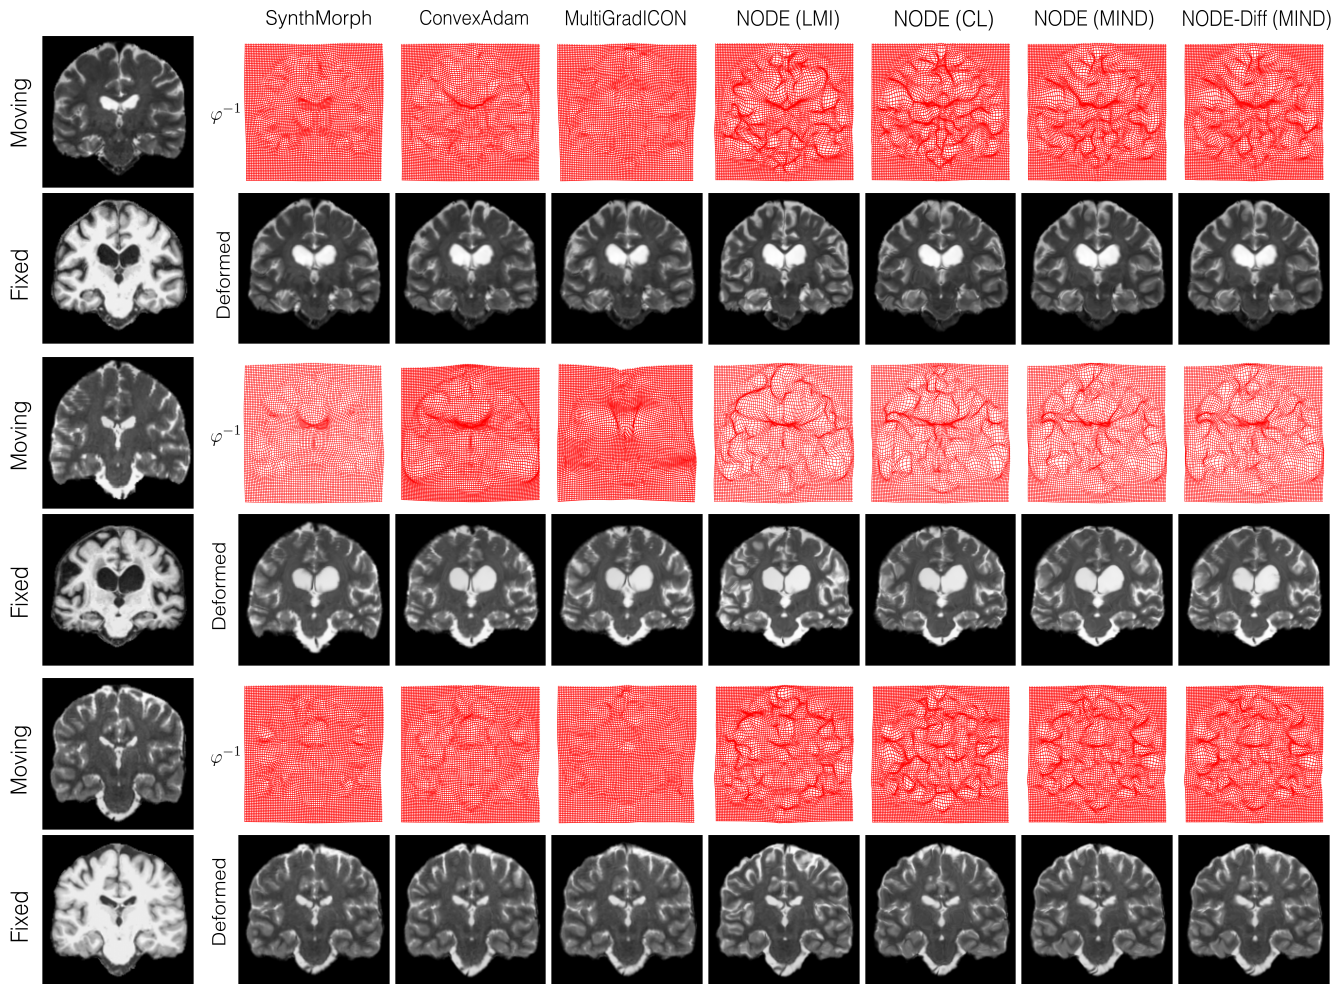 SynthMorph ConvexAdam MultiGradICON NODE (LMI) NODE (CL) NODE (MIND) NODE-Diff (MIND)
Moving φ⁻¹
Fixed Deformed
Moving φ⁻¹
Fixed Deformed
Moving φ⁻¹
Fixed Deformed